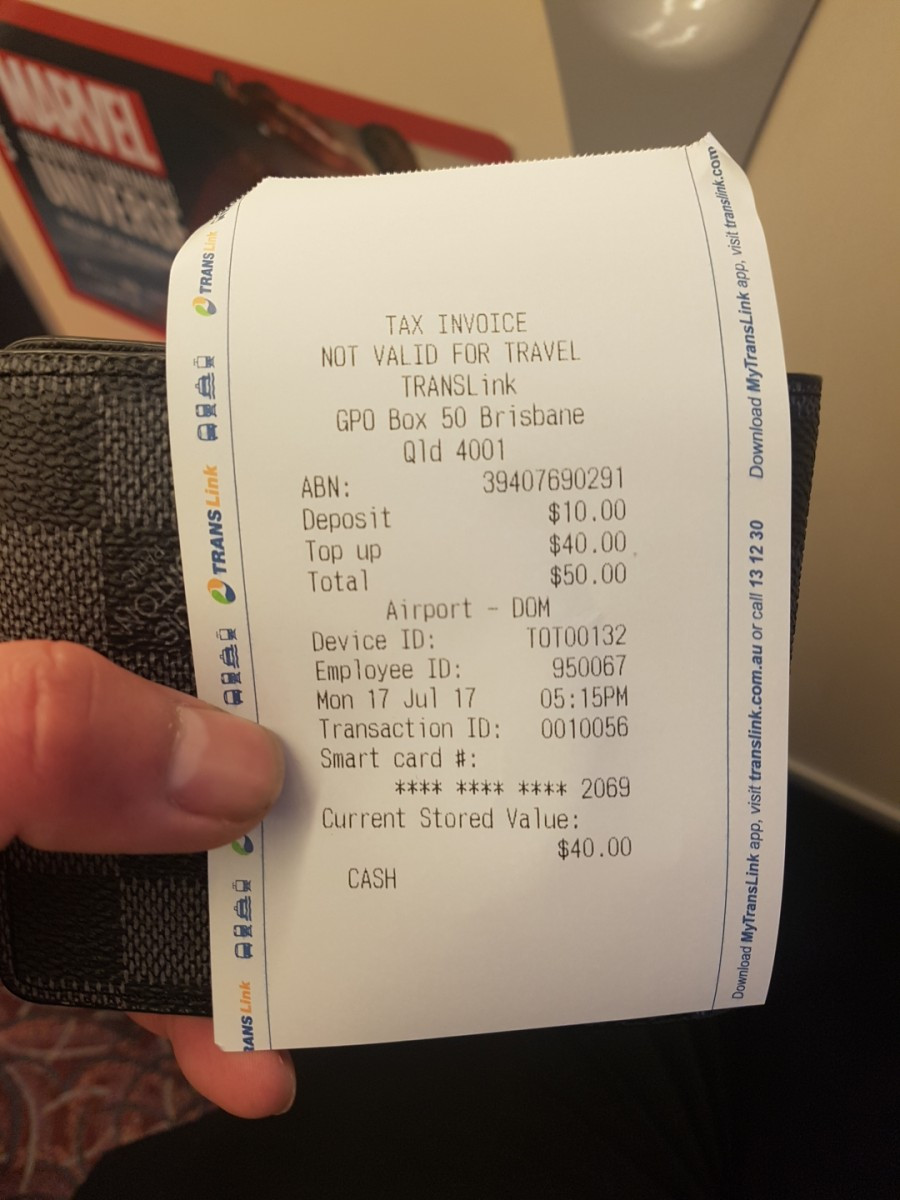 MARVEL
UNIVERSE
TAX INVOICE
NOT VALID FOR TRAVEL
TRANSLink
GPO Box 50 Brisbane
Qld 4001
ABN: 39407690291
Deposit $10.00
Top up $40.00
Total $50.00
Airport - DOM
Device ID: TOT00132
Employee ID: 950067
Mon 17 Jul 17 05:15PM
Transaction ID: 0010056
Smart card #:
**** **** **** 2069
Current Stored Value:
$40.00
CASH
TRANSLink
TRANSLink
RANSLink
Download MyTransLink app, visit translink.com.au or call 13 12 30
Download MyTransLink app, visit translink.com